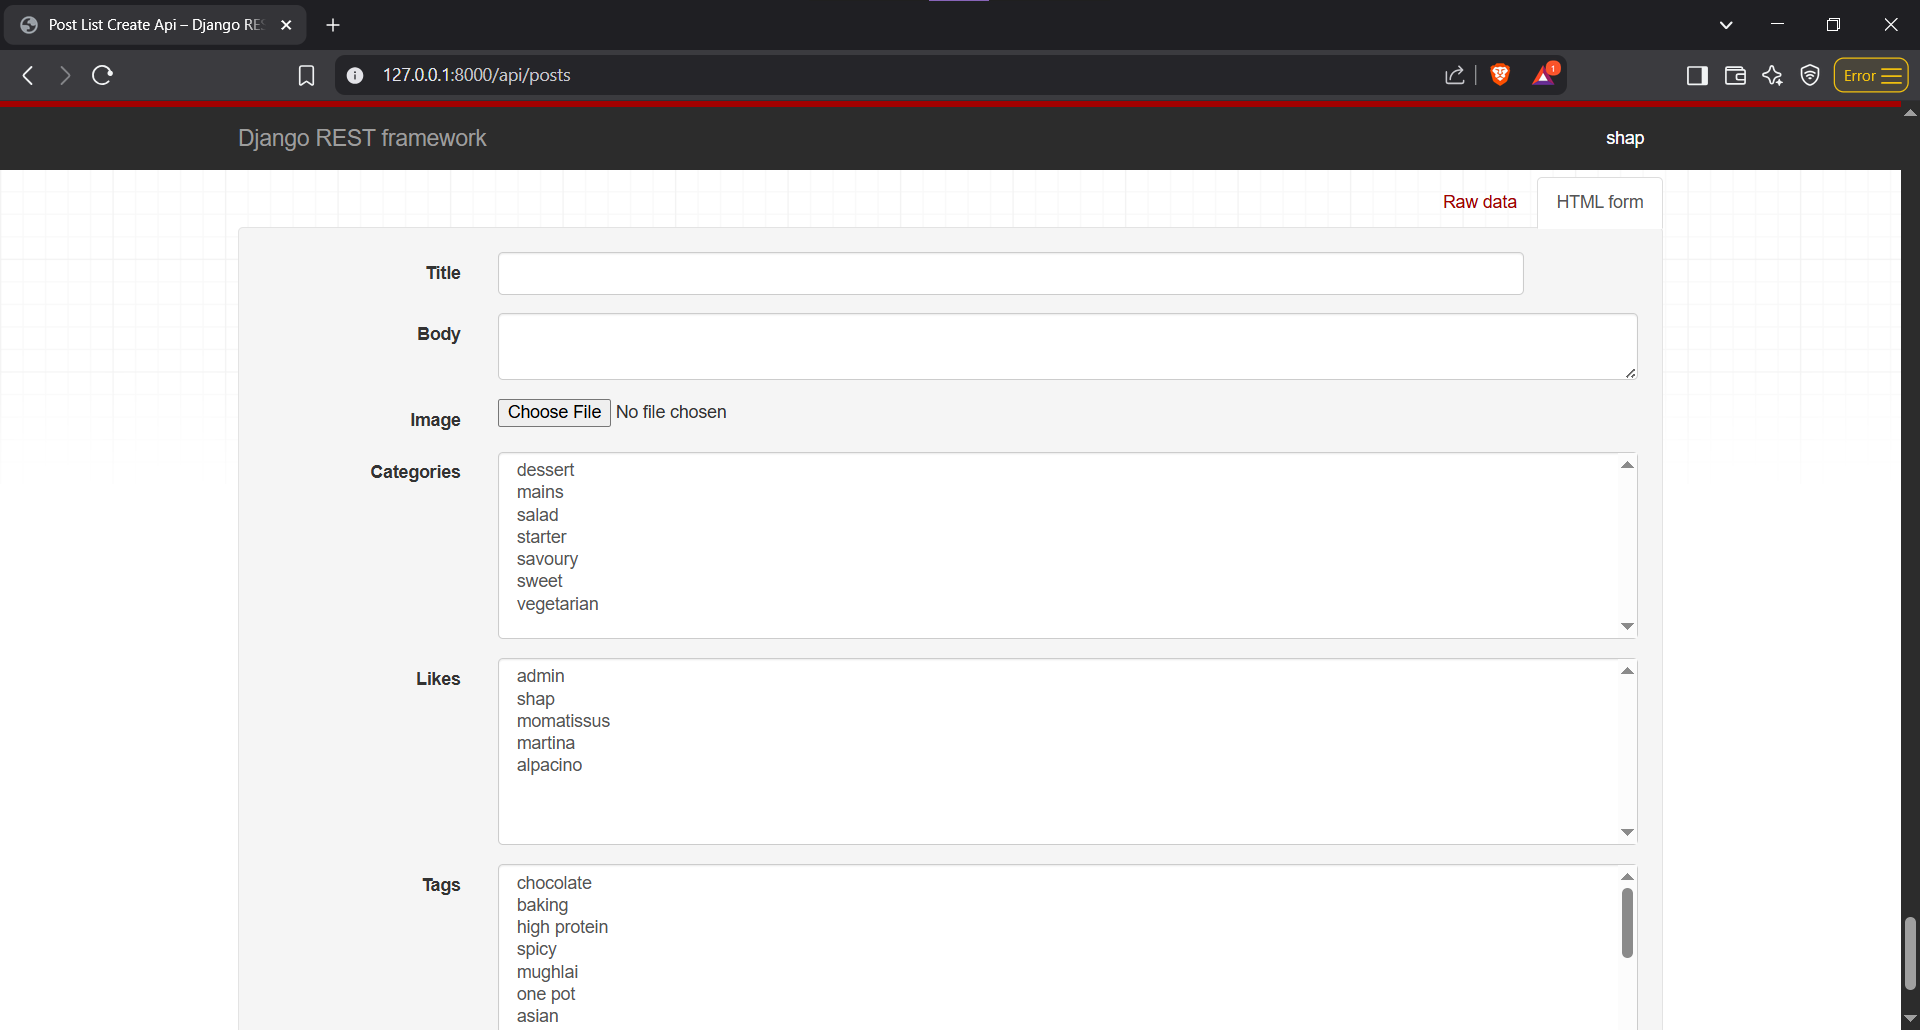 Post List Create Api – Django RES
127.0.0.1:8000/api/posts
1
Error
Django REST framework
shap
Raw data
HTML form
Title
Body
Image
Choose File No file chosen
Categories
dessert
mains
salad
starter
savoury
sweet
vegetarian
Likes
admin
shap
momatissus
martina
alpacino
Tags
chocolate
baking
high protein
spicy
mughlai
one pot
asian